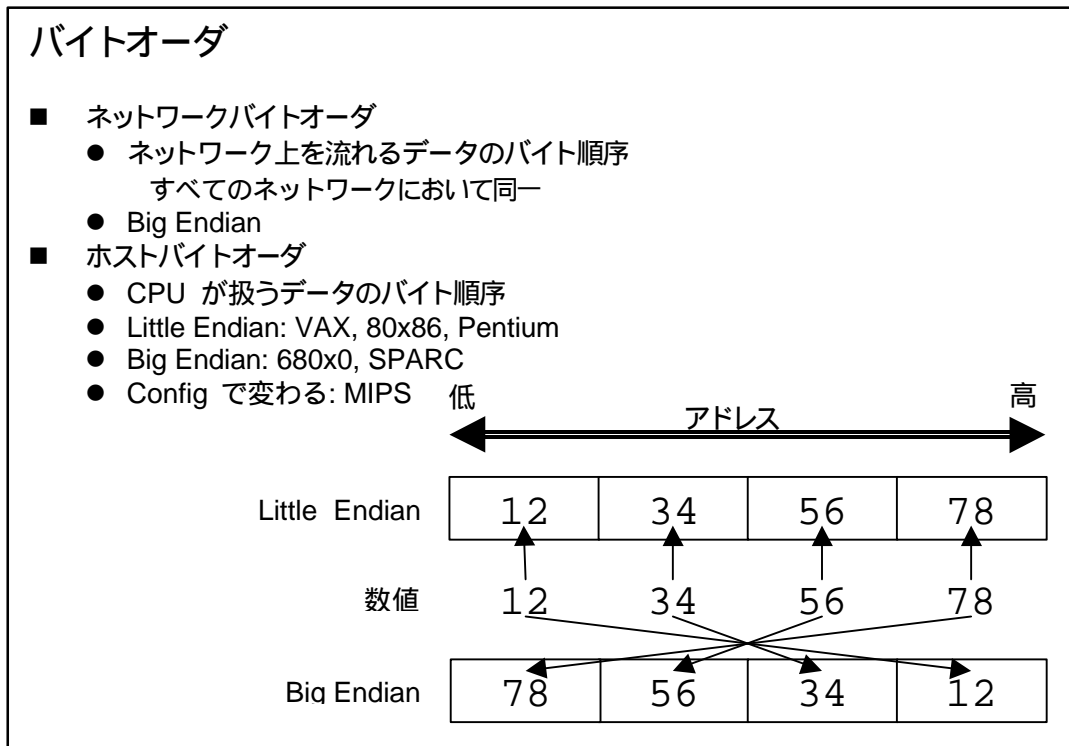 バイトオーダ
■ ネットワークバイトオーダ
● ネットワーク上を流れるデータのバイト順序
すべてのネットワークにおいて同一
● Big Endian
■ ホストバイトオーダ
● CPU が扱うデータのバイト順序
● Little Endian: VAX, 80x86, Pentium
● Big Endian: 680x0, SPARC
● Config で変わる: MIPS
低 アドレス 高
Little Endian 12 34 56 78
数値 12 34 56 78
Big Endian 78 56 34 12